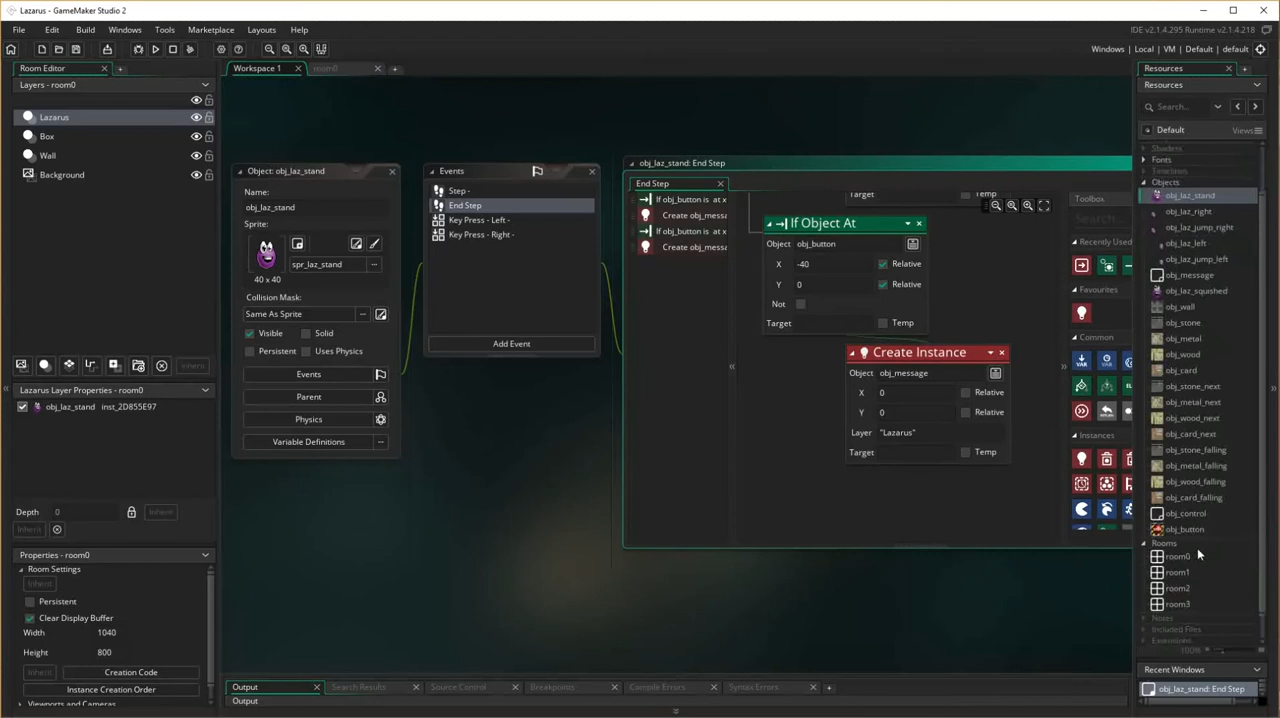 Lazarus - GameMaker Studio 2
File Edit Build Windows Tools Marketplace Layouts Help
IDE v2.1.4.295 Runtime v2.1.4.218
Windows | Local | VM | Default | default
Room Editor
Layers - room0
Lazarus
Box
Wall
Background
Inherit
Lazarus Layer Properties - room0
obj_laz_stand inst_2D855E97
Depth 0 Inherit
Inherit
Properties - room0
Room Settings
Inherit
Persistent
Clear Display Buffer
Width 1040
Height 800
Inherit Creation Code
Instance Creation Order
Viewports and Cameras
Workspace 1 room0
Object: obj_laz_stand
Name:
obj_laz_stand
Sprite:
spr_laz_stand ...
40 x 40
Collision Mask:
Same As Sprite ...
Visible Solid
Persistent Uses Physics
Events
Parent
Physics
Variable Definitions ...
Events
Step -
End Step
Key Press - Left -
Key Press - Right -
Add Event
obj_laz_stand: End Step
End Step
If obj_button is at x
Create obj_messa
If obj_button is at x
Create obj_messa
Target Temp
If Object At
Object obj_button
X -40 Relative
Y 0 Relative
Not
Target Temp
Create Instance
Object obj_message
X 0 Relative
Y 0 Relative
Layer "Lazarus"
Target Temp
Toolbox
Search...
Recently Used
Favourites
Common
Instances
Output Search Results Source Control Breakpoints Compile Errors Syntax Errors
Output
Resources
Resources
Search...
Default Views
Shaders
Fonts
Timelines
Objects
obj_laz_stand
obj_laz_right
obj_laz_jump_right
obj_laz_left
obj_laz_jump_left
obj_message
obj_laz_squished
obj_wall
obj_stone
obj_metal
obj_wood
obj_card
obj_stone_next
obj_metal_next
obj_wood_next
obj_card_next
obj_stone_falling
obj_metal_falling
obj_wood_falling
obj_card_falling
obj_control
obj_button
Rooms
room0
room1
room2
room3
Notes
Included Files
Extensions
100%
Recent Windows
obj_laz_stand: End Step